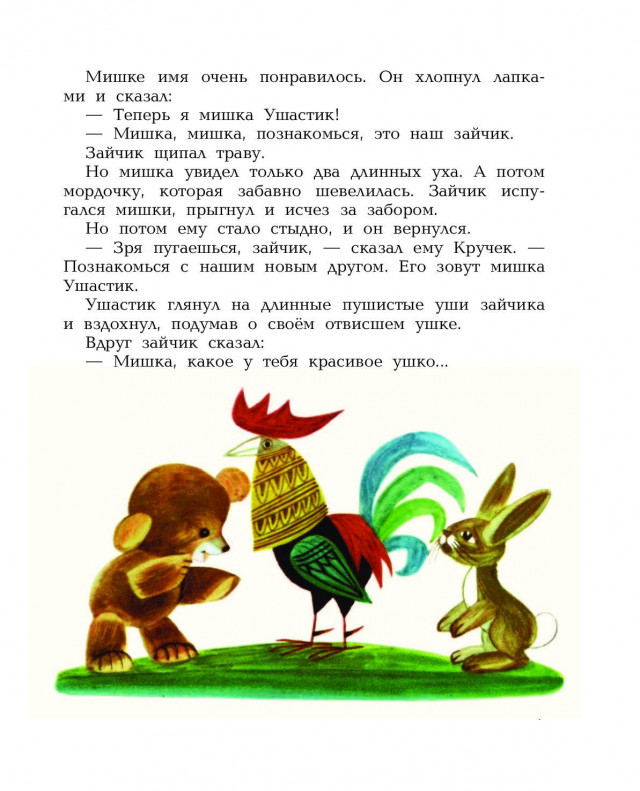 Мишке имя очень понравилось. Он хлопнул лапка-
ми и сказал:
— Теперь я мишка Ушастик!
— Мишка, мишка, познакомься, это наш зайчик.
Зайчик щипал траву.
Но мишка увидел только два длинных уха. А потом
мордочку, которая забавно шевелилась. Зайчик испу-
гался мишки, прыгнул и исчез за забором.
Но потом ему стало стыдно, и он вернулся.
— Зря пугаешься, зайчик, — сказал ему Кручек. —
Познакомься с нашим новым другом. Его зовут мишка
Ушастик.
Ушастик глянул на длинные пушистые уши зайчика
и вздохнул, подумав о своём отвисшем ушке.
Вдруг зайчик сказал:
— Мишка, какое у тебя красивое ушко...